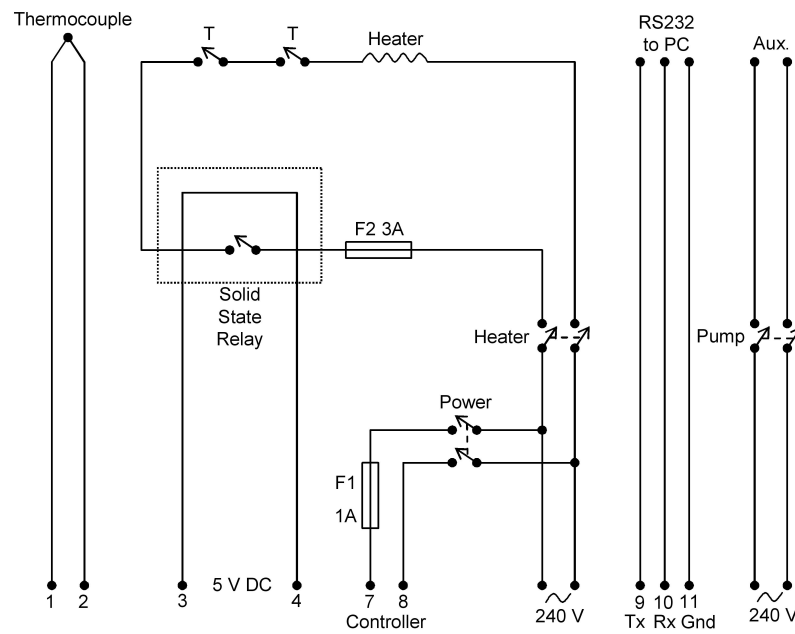 Thermocouple
T
T
Heater
RS232
to PC
Aux.
F2 3A
Solid
State
Relay
Heater
Pump
Power
F1
1A
5 V DC
1
2
3
4
7
8
9
10
11
Controller
240 V
Tx
Rx
Gnd
240 V